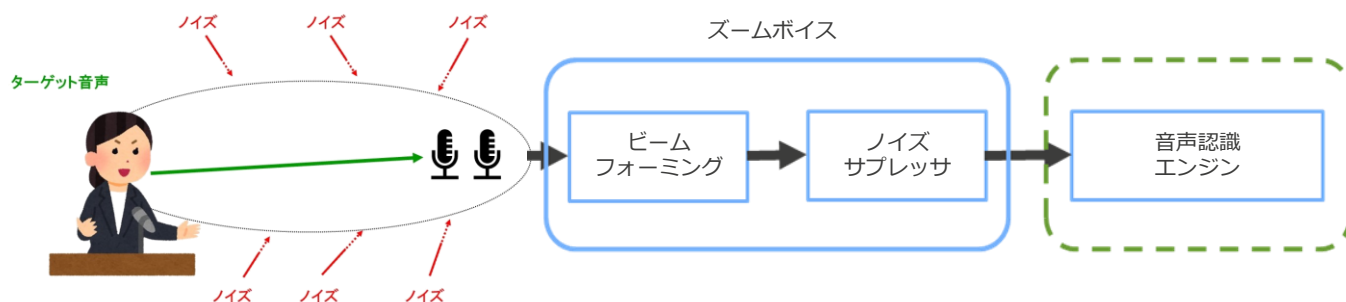 ノイズ
ノイズ
ノイズ
ズームボイス
ターゲット音声
ビーム
フォーミング
ノイズ
サプレッサ
音声認識
エンジン
ノイズ
ノイズ
ノイズ